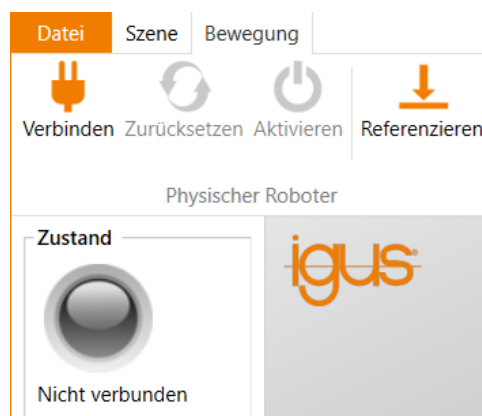 Datei Szene Bewegung
Verbinden Zurücksetzen Aktivieren Referenzieren
Physischer Roboter
Zustand
igus®
Nicht verbunden